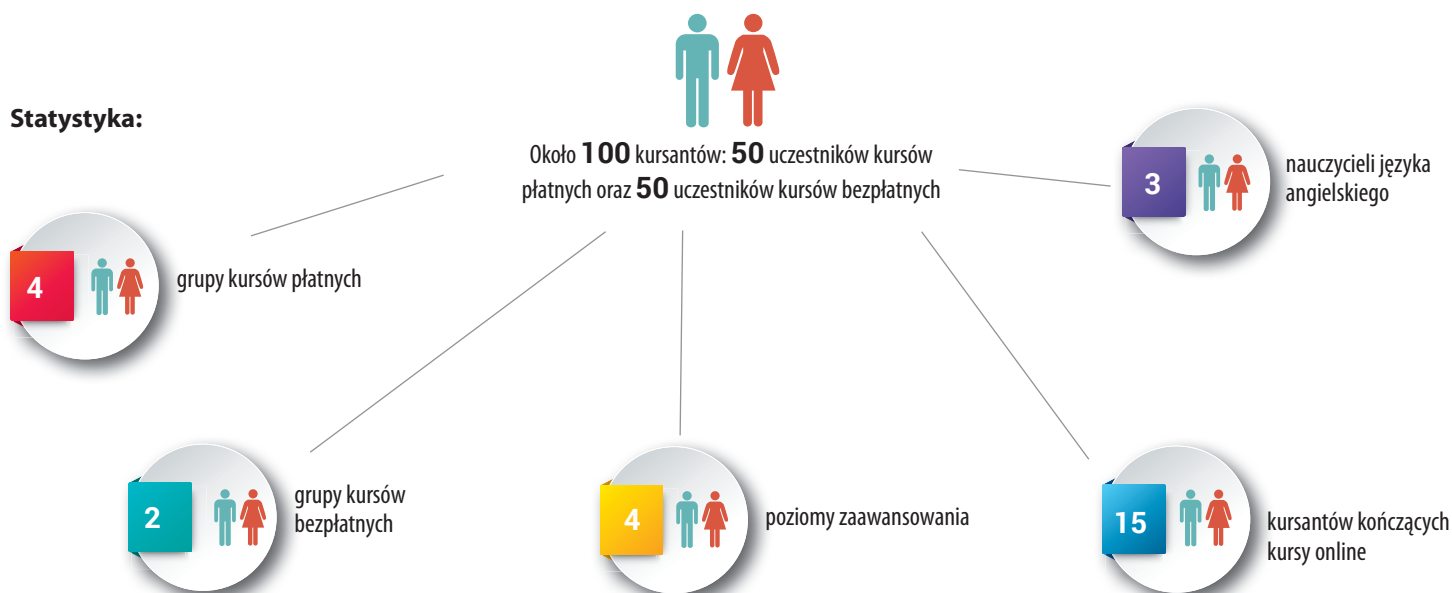 Statystyka:
Około 100 kursantów: 50 uczestników kursów
płatnych oraz 50 uczestników kursów bezpłatnych
3
nauczycieli języka
angielskiego
4
grupy kursów płatnych
2
grupy kursów
bezpłatnych
4
poziomy zaawansowania
15
kursantów kończących
kursy online